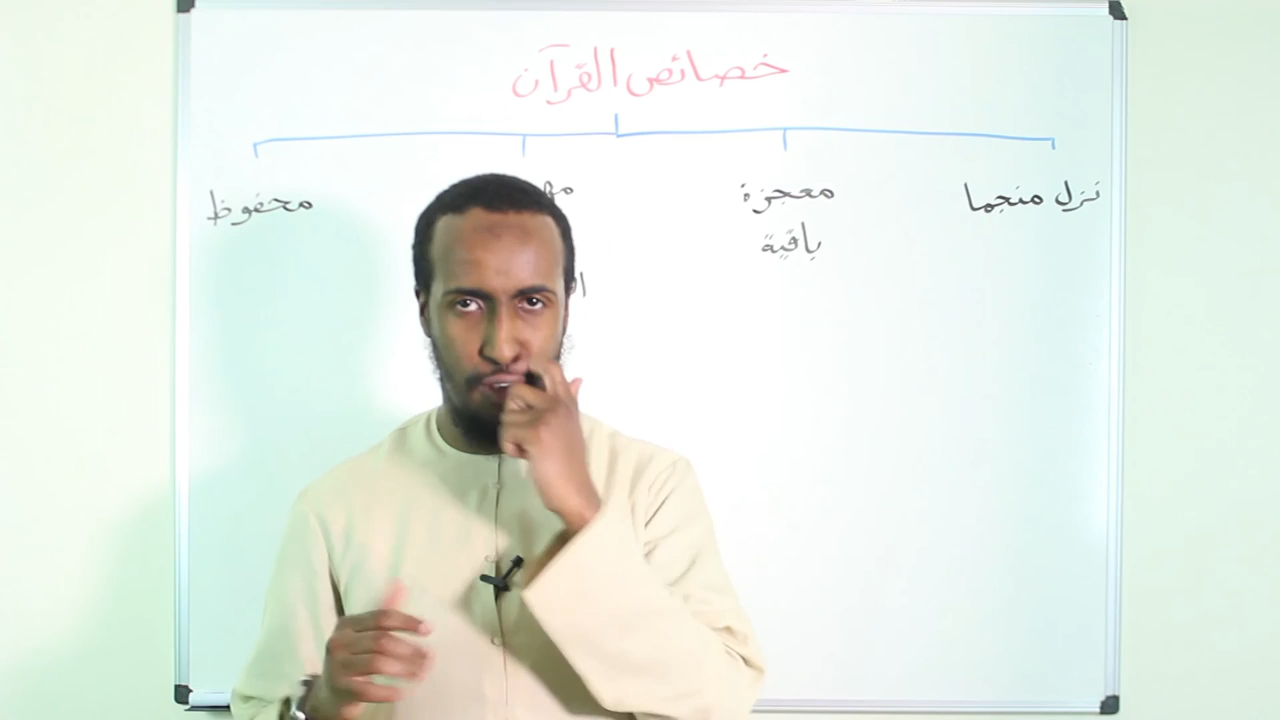 خصائص القرآن
نزل منجما
معجزة
باقية
محفوظ